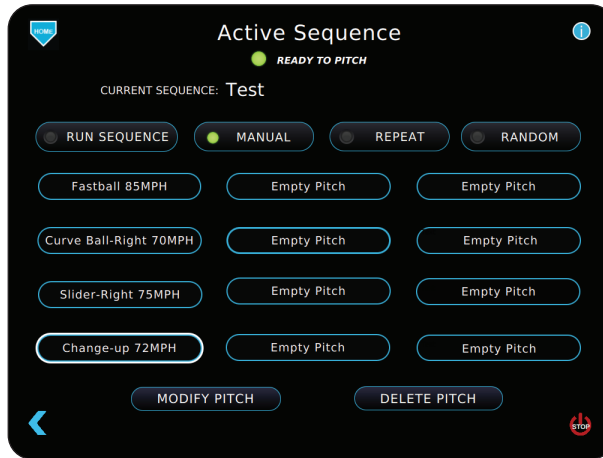 HOME
Active Sequence
i
READY TO PITCH
CURRENT SEQUENCE: Test
RUN SEQUENCE MANUAL REPEAT RANDOM
Fastball 85MPH Empty Pitch Empty Pitch
Curve Ball-Right 70MPH Empty Pitch Empty Pitch
Slider-Right 75MPH Empty Pitch Empty Pitch
Change-up 72MPH Empty Pitch Empty Pitch
MODIFY PITCH DELETE PITCH
STOP